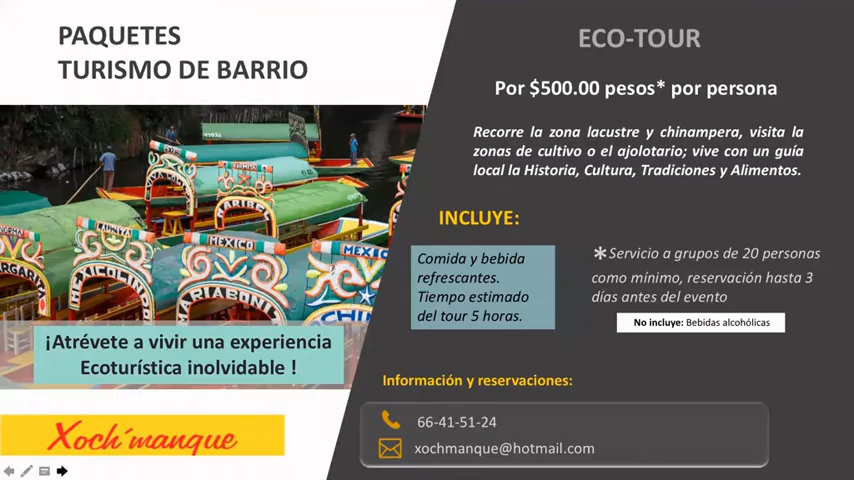 PAQUETES
TURISMO DE BARRIO
MARGARITA
LUPITA
MEXICO
MARIBEL
MEXICO
¡Atrévete a vivir una experiencia
Ecoturística inolvidable !
Xoch´manque
ECO-TOUR
Por $500.00 pesos* por persona
Recorre la zona lacustre y chinampera, visita la
zonas de cultivo o el ajolotario; vive con un guía
local la Historia, Cultura, Tradiciones y Alimentos.
INCLUYE:
Comida y bebida
refrescantes.
Tiempo estimado
del tour 5 horas.
*Servicio a grupos de 20 personas
como mínimo, reservación hasta 3
días antes del evento
No incluye: Bebidas alcohólicas
Información y reservaciones:
66-41-51-24
xochmanque@hotmail.com